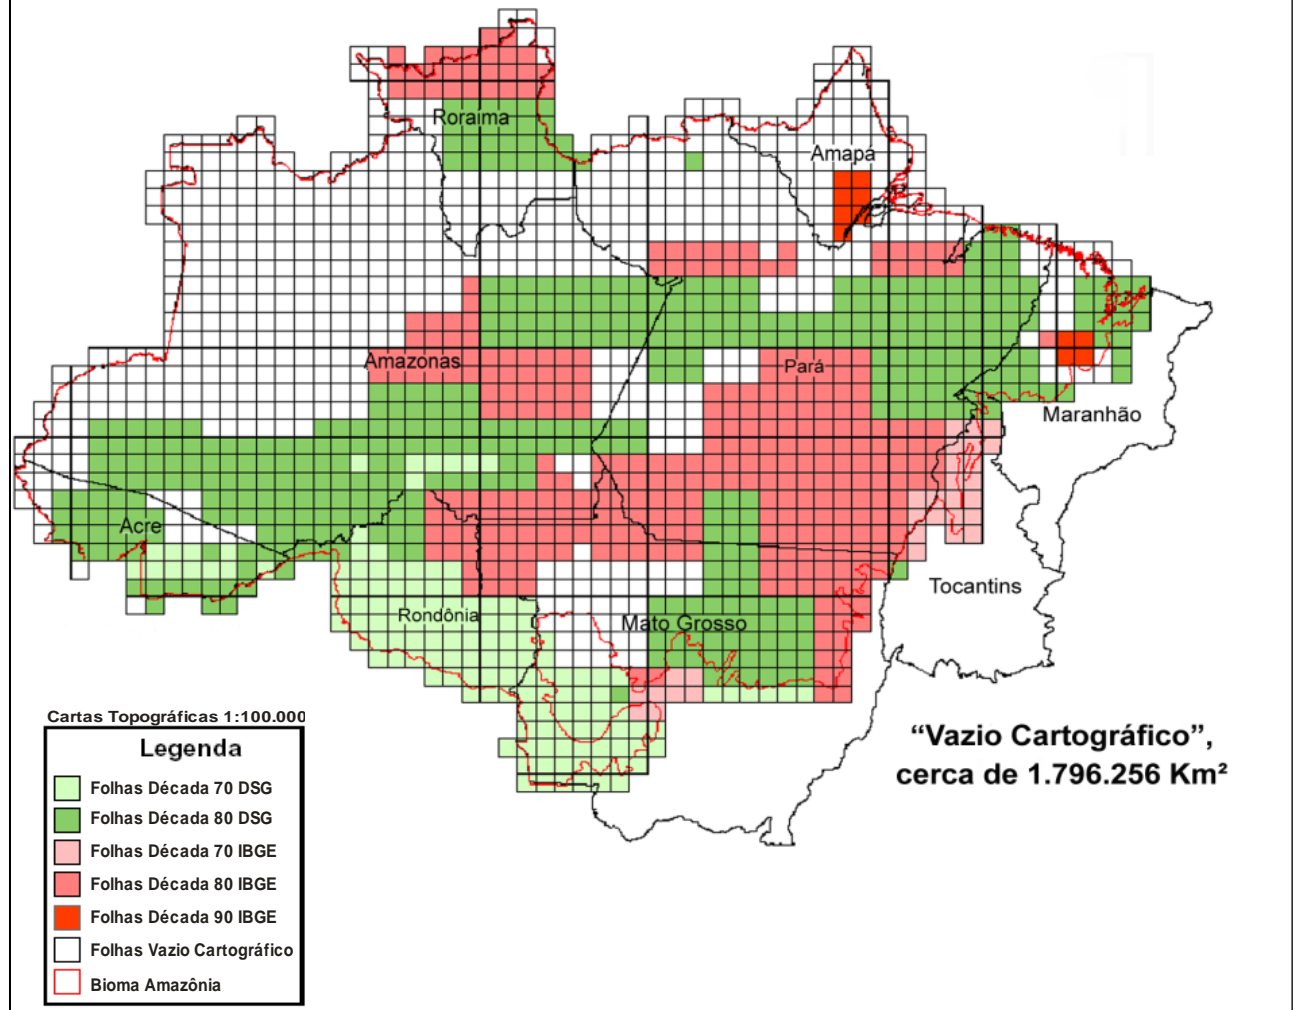 Roraima
Amapá
Amazonas
Pará
Maranhão
Acre
Tocantins
Rondônia
Mato Grosso
Cartas Topográficas 1:100.000
Legenda
Folhas Década 70 DSG
Folhas Década 80 DSG
Folhas Década 70 IBGE
Folhas Década 80 IBGE
Folhas Década 90 IBGE
Folhas Vazio Cartográfico
Bioma Amazônia
“Vazio Cartográfico”,
cerca de 1.796.256 Km²